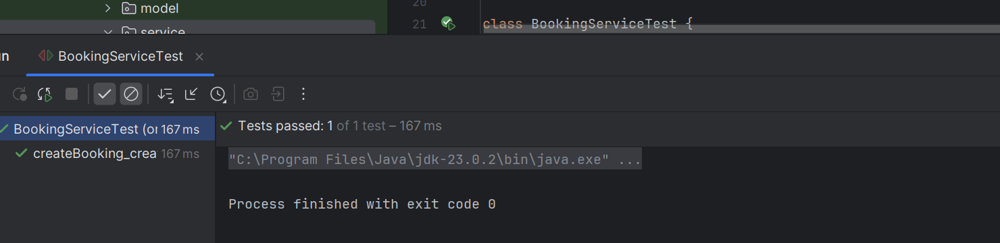 model
20
service
21 class BookingServiceTest {
un BookingServiceTest
BookingServiceTest (or 167 ms
Tests passed: 1 of 1 test – 167 ms
createBooking_crea 167 ms
"C:\Program Files\Java\jdk-23.0.2\bin\java.exe" ...
Process finished with exit code 0